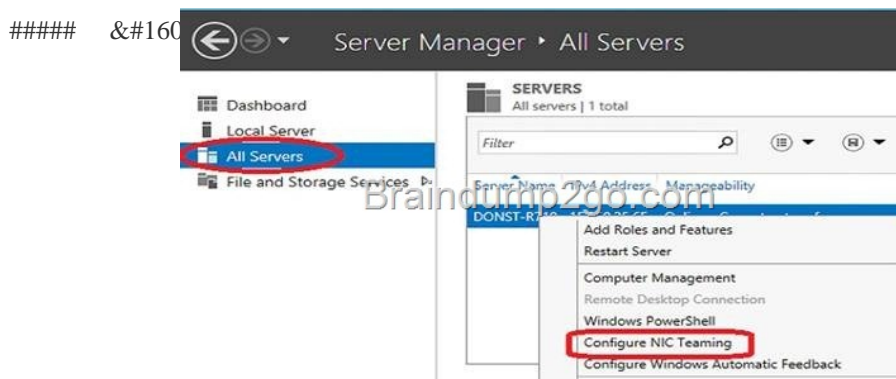 ##### &#160
Server Manager ‣ All Servers
Dashboard
Local Server
All Servers
File and Storage Services
SERVERS
All servers | 1 total
Filter
Server Name IPv4 Address Manageability
Braindump2go.com
DONST-R710
Add Roles and Features
Restart Server
Computer Management
Remote Desktop Connection
Windows PowerShell
Configure NIC Teaming
Configure Windows Automatic Feedback